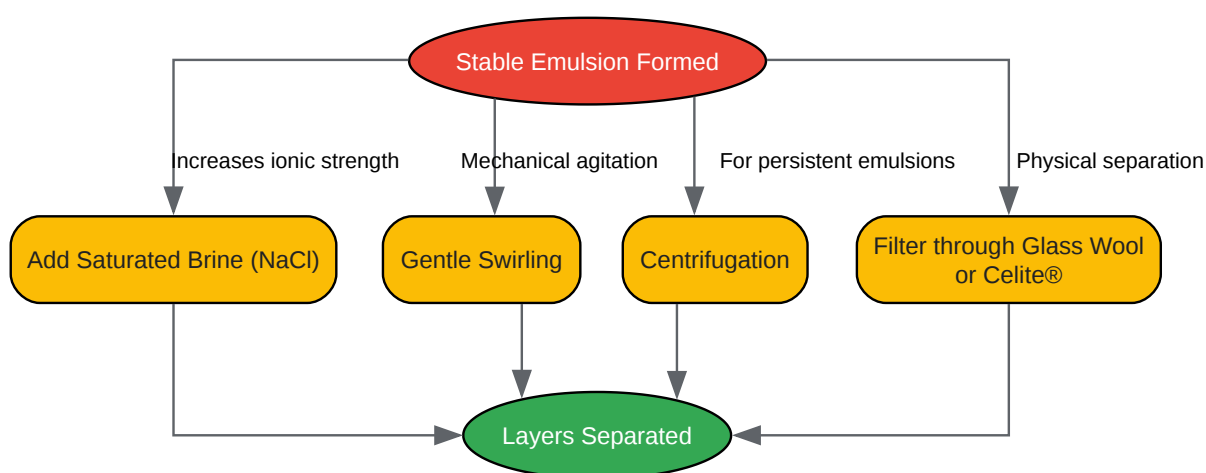 Stable Emulsion Formed
Increases ionic strength
Mechanical agitation
For persistent emulsions
Physical separation
Add Saturated Brine (NaCl)
Gentle Swirling
Centrifugation
Filter through Glass Wool
or Celite®
Layers Separated